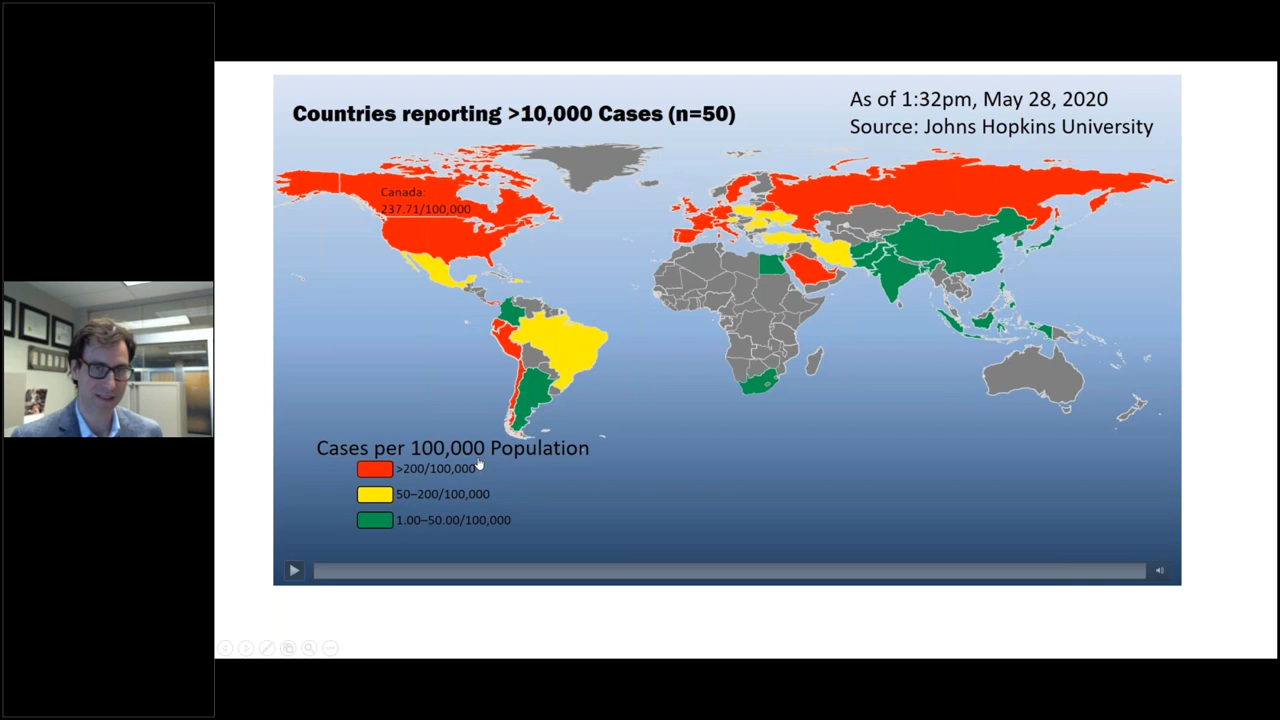 Countries reporting >10,000 Cases (n=50)
As of 1:32pm, May 28, 2020
Source: Johns Hopkins University
Canada:
237.71/100,000
Cases per 100,000 Population
>200/100,000
50–200/100,000
1.00–50.00/100,000